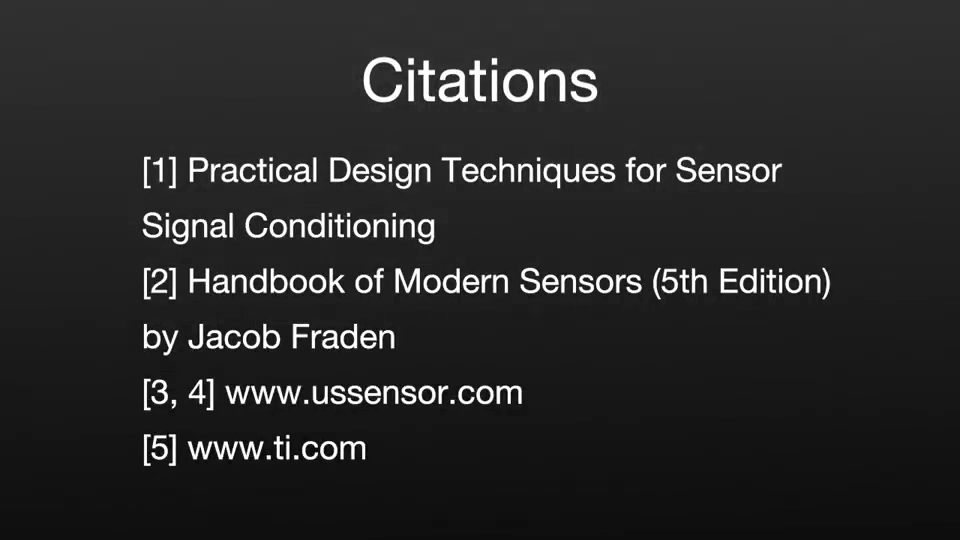 Citations
[1] Practical Design Techniques for Sensor
Signal Conditioning
[2] Handbook of Modern Sensors (5th Edition)
by Jacob Fraden
[3, 4] www.ussensor.com
[5] www.ti.com